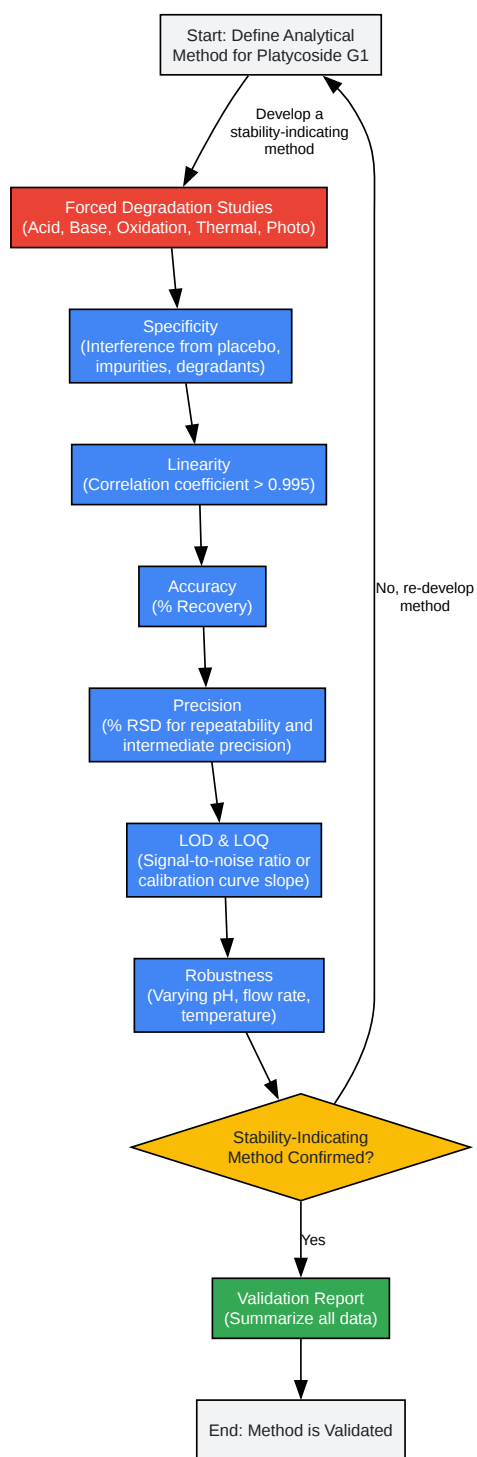 Start: Define Analytical
Method for Platycoside G1
Develop a
stability-indicating
method
Forced Degradation Studies
(Acid, Base, Oxidation, Thermal, Photo)
Specificity
(Interference from placebo,
impurities, degradants)
Linearity
(Correlation coefficient > 0.995)
Accuracy
(% Recovery)
No, re-develop
method
Precision
(% RSD for repeatability and
intermediate precision)
LOD & LOQ
(Signal-to-noise ratio or
calibration curve slope)
Robustness
(Varying pH, flow rate,
temperature)
Stability-Indicating
Method Confirmed?
Yes
Validation Report
(Summarize all data)
End: Method is Validated